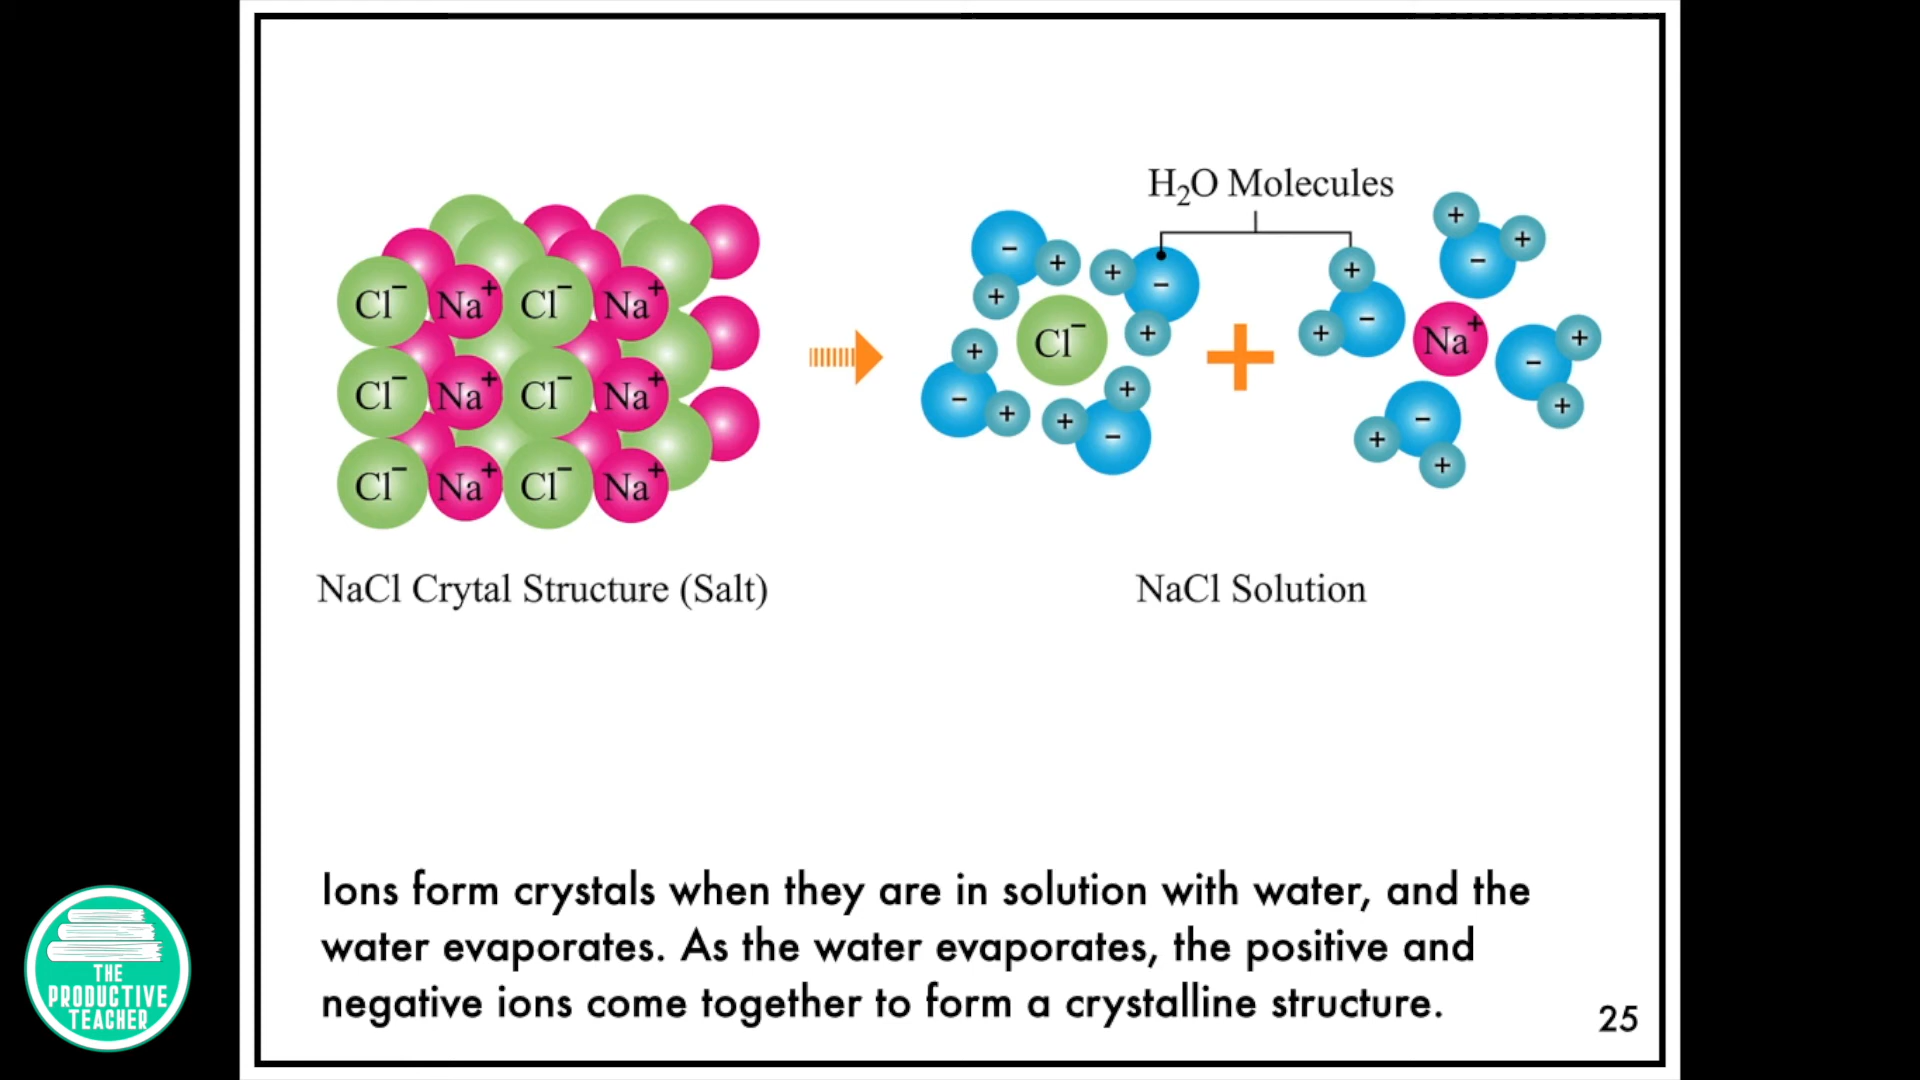 H₂O Molecules
Cl⁻ Na⁺ Cl⁻ Na⁺
Cl⁻ Na⁺ Cl⁻ Na⁺
Cl⁻ Na⁺ Cl⁻ Na⁺
Cl⁻ + Na⁺
NaCl Crytal Structure (Salt)
NaCl Solution
Ions form crystals when they are in solution with water, and the
water evaporates. As the water evaporates, the positive and
negative ions come together to form a crystalline structure.
25
THE
PRODUCTIVE
TEACHER